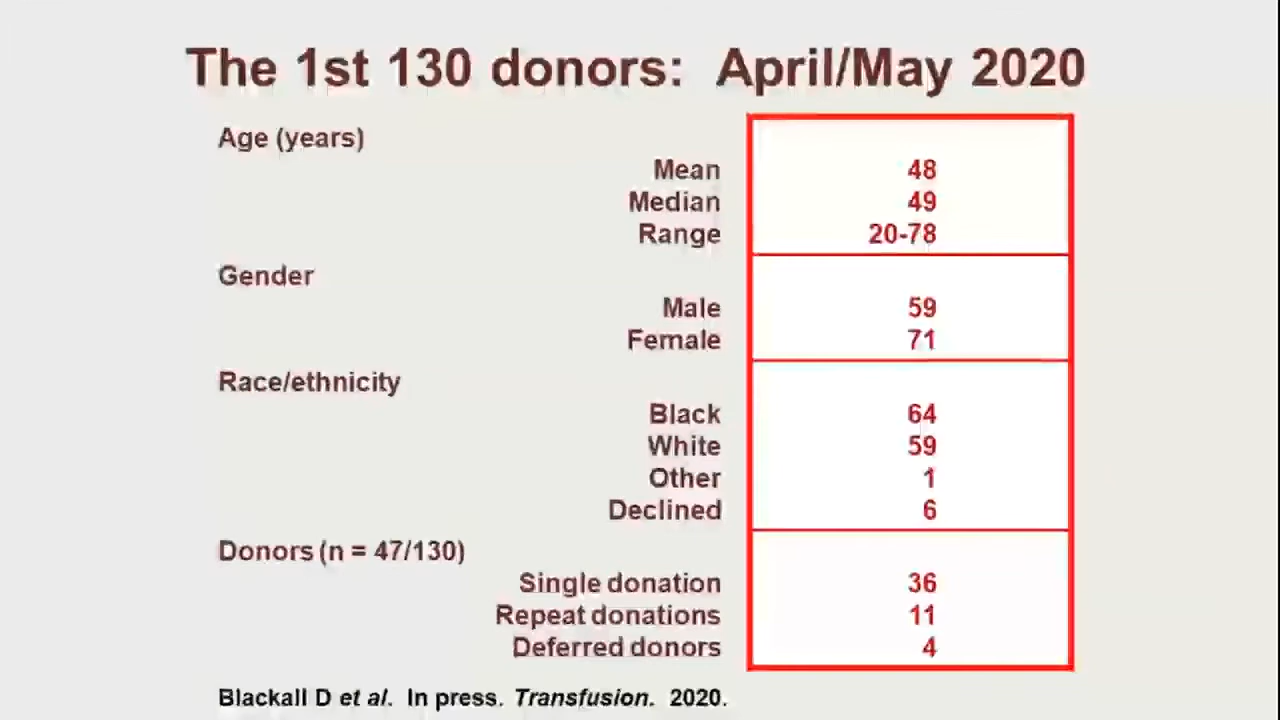 The 1st 130 donors: April/May 2020
Age (years)
Mean 48
Median 49
Range 20-78
Gender
Male 59
Female 71
Race/ethnicity
Black 64
White 59
Other 1
Declined 6
Donors (n = 47/130)
Single donation 36
Repeat donations 11
Deferred donors 4
Blackall D et al. In press. Transfusion. 2020.